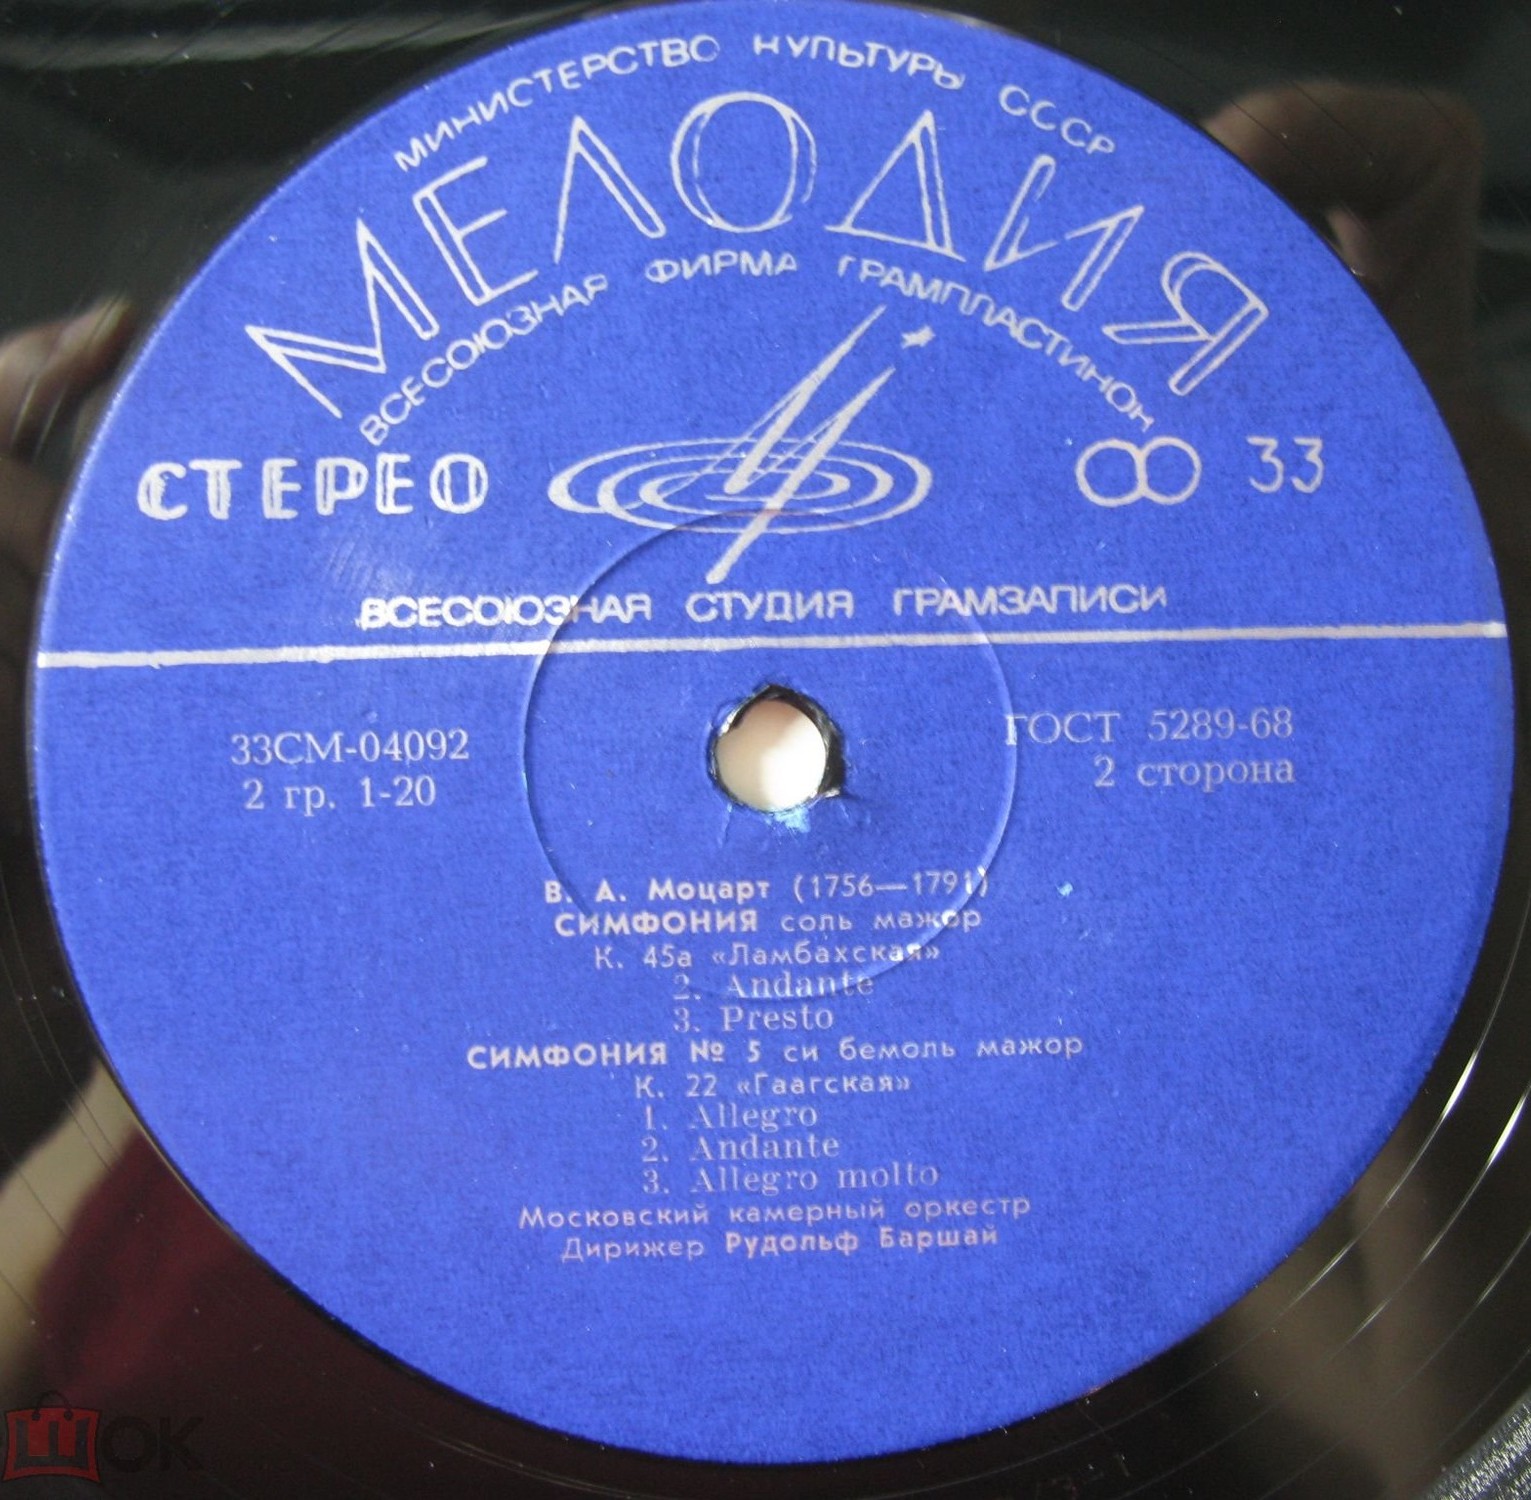 МИНИСТЕРСТВО КУЛЬТУРЫ СССР
МЕЛОДИЯ
ВСЕСОЮЗНАЯ ФИРМА ГРАМПЛАСТИНОК
СТЕРЕО
33
ВСЕСОЮЗНАЯ СТУДИЯ ГРАМЗАПИСИ
33СМ-04092
ГОСТ 5289-68
2 гр. 1-20
2 сторона
В. А. Моцарт (1756—1791)
СИМФОНИЯ соль мажор
К. 45а «Ламбахская»
2. Andante
3. Presto
СИМФОНИЯ № 5 си бемоль мажор
К. 22 «Гаагская»
1. Allegro
2. Andante
3. Allegro molto
Московский камерный оркестр
Дирижер Рудольф Баршай
ШОК